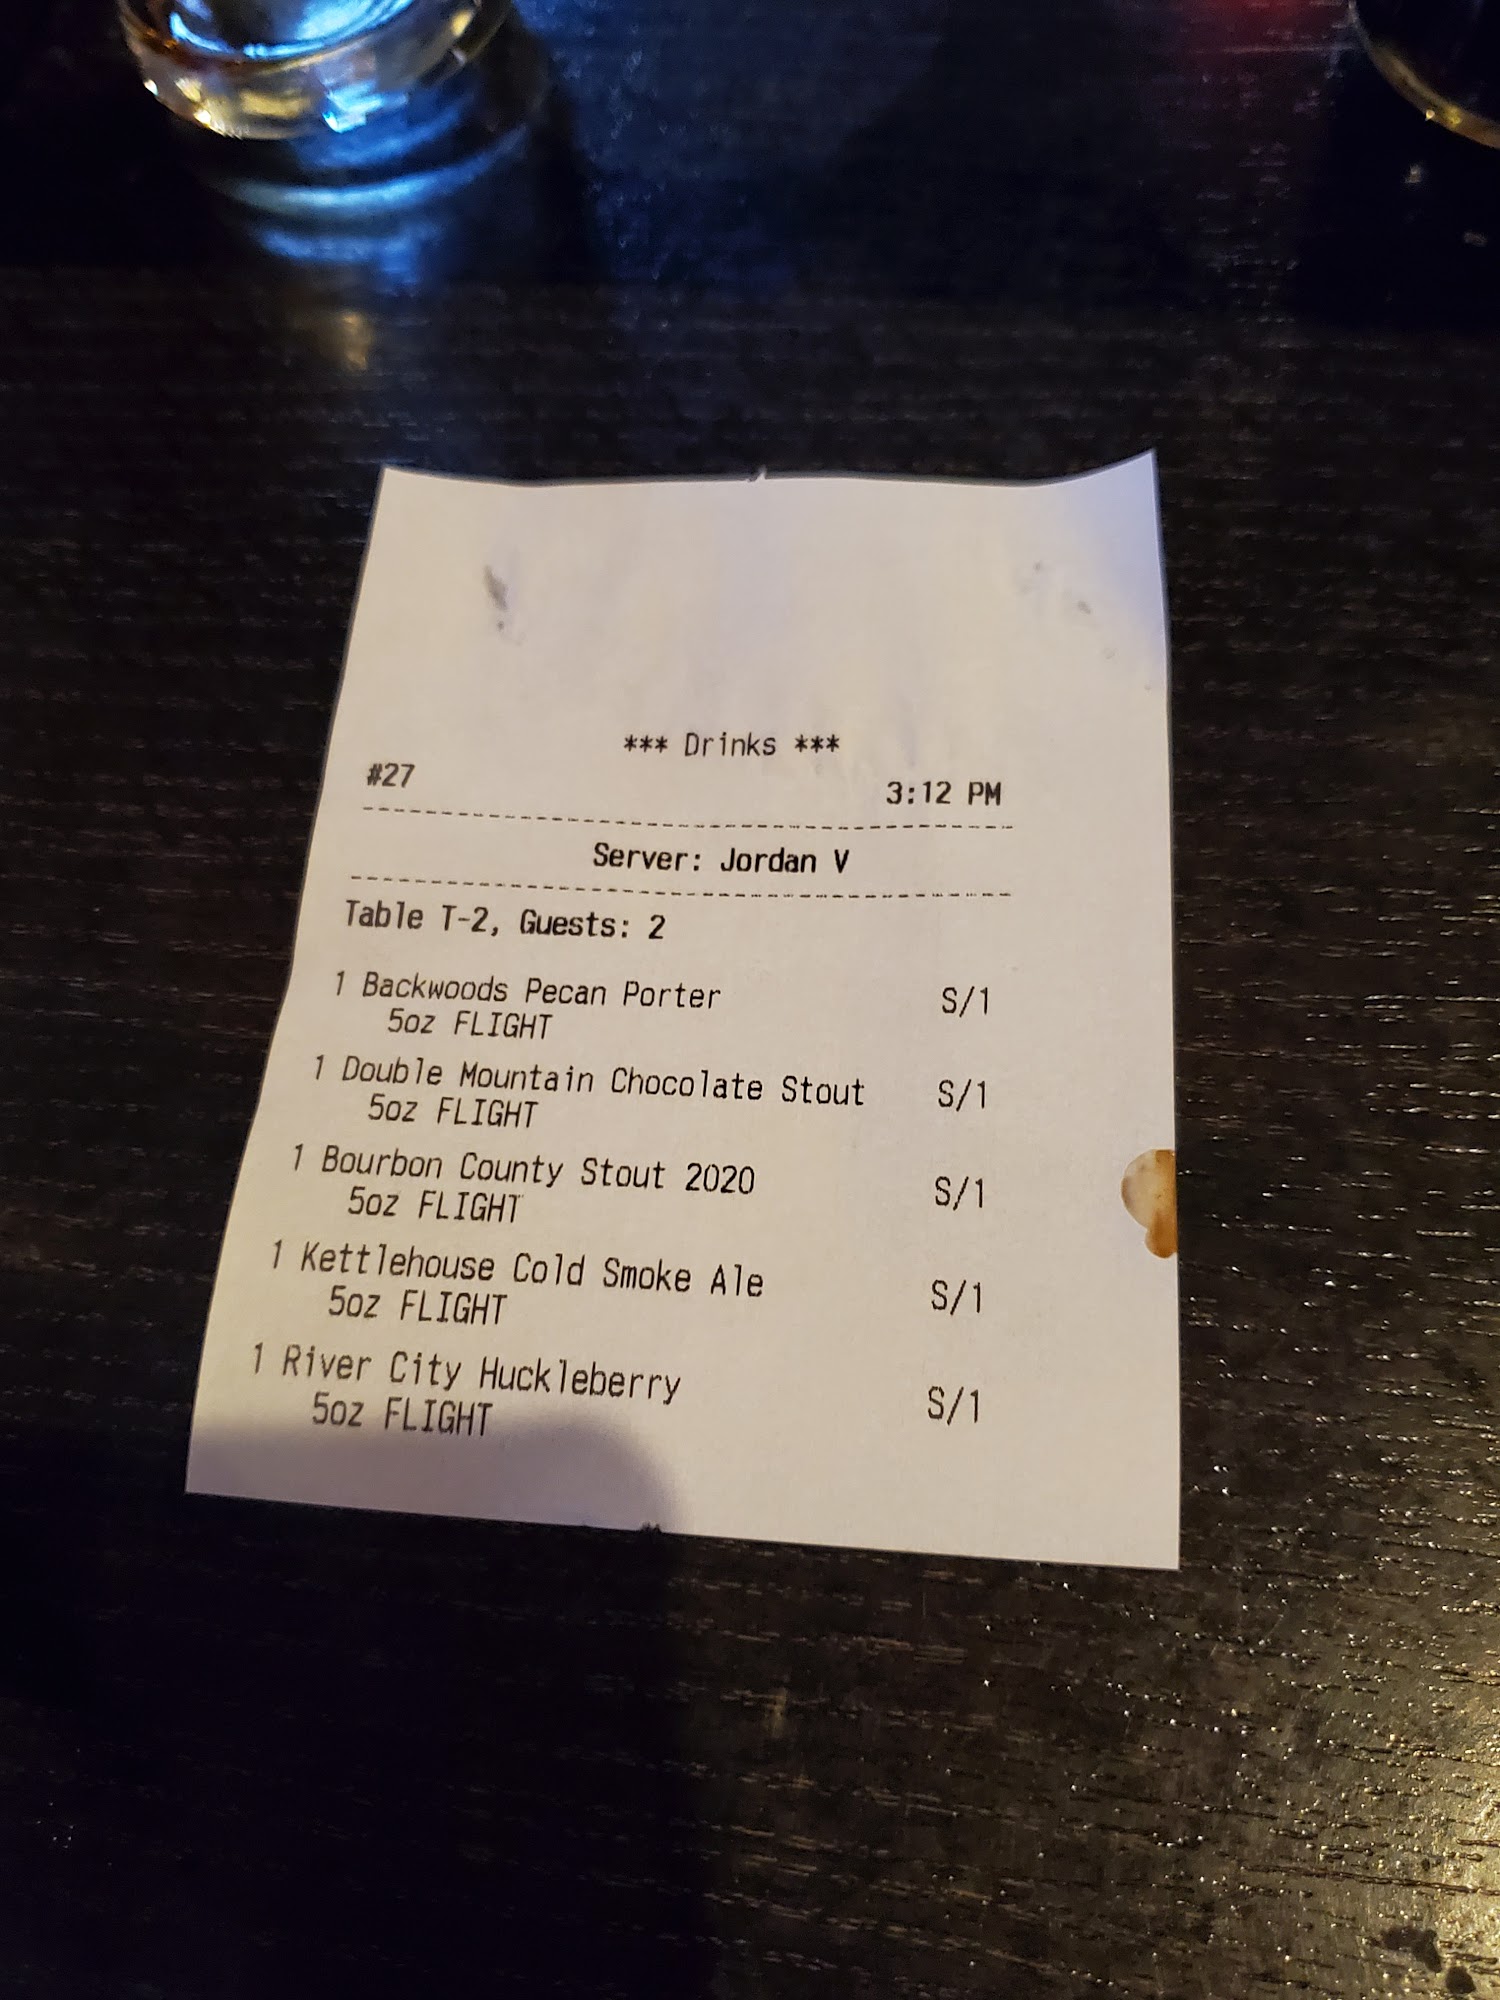 *** Drinks ***
#27 3:12 PM
Server: Jordan V
Table T-2, Guests: 2
1 Backwoods Pecan Porter S/1
5oz FLIGHT
1 Double Mountain Chocolate Stout S/1
5oz FLIGHT
1 Bourbon County Stout 2020 S/1
5oz FLIGHT
1 Kettlehouse Cold Smoke Ale S/1
5oz FLIGHT
1 River City Huckleberry S/1
5oz FLIGHT